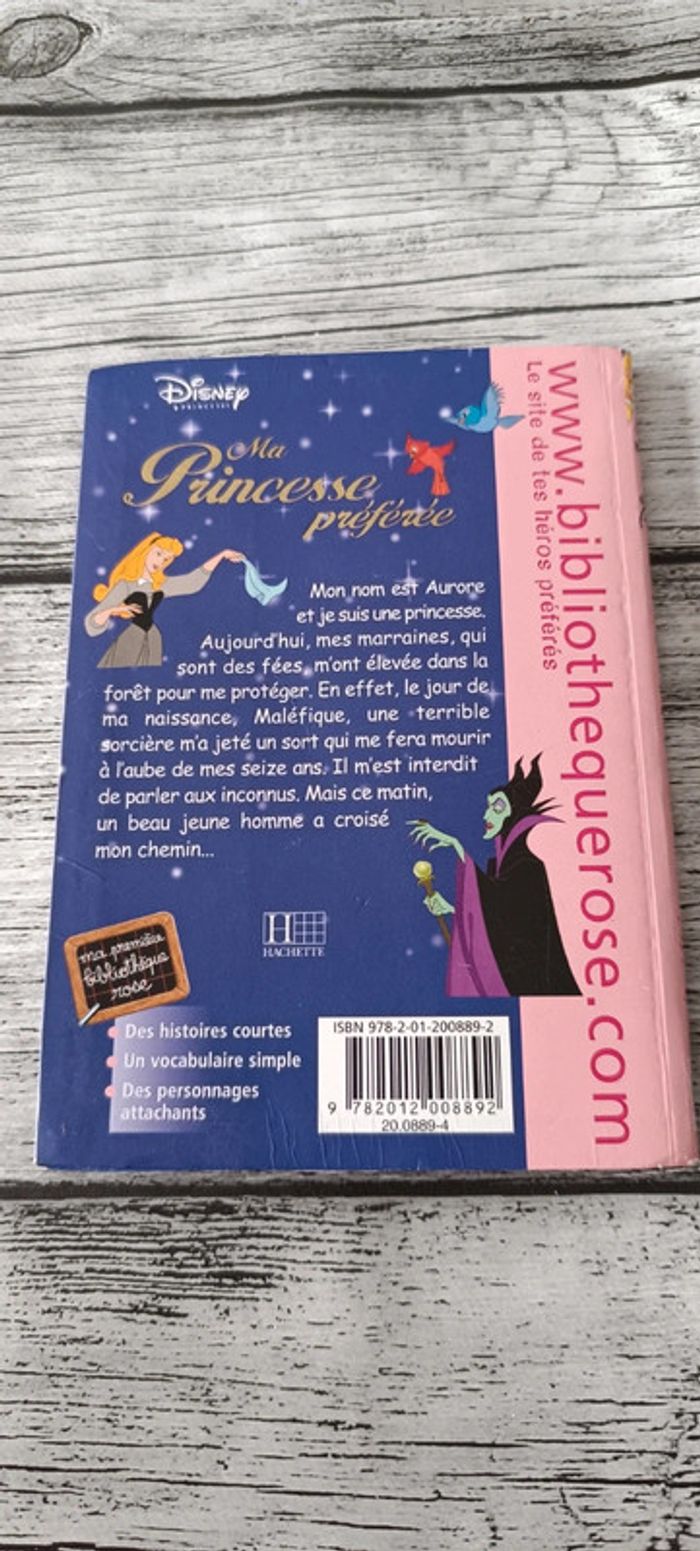 Disney
PRINCESSES
Ma
Princesse
préférée
Mon nom est Aurore
et je suis une princesse.
Aujourd'hui, mes marraines, qui
sont des fées, m'ont élevée dans la
forêt pour me protéger. En effet, le jour de
ma naissance, Maléfique, une terrible
sorcière m'a jeté un sort qui me fera mourir
à l'aube de mes seize ans. Il m'est interdit
de parler aux inconnus. Mais ce matin,
un beau jeune homme a croisé
mon chemin...
H
HACHETTE
ma première
bibliothèque
rose
Des histoires courtes
Un vocabulaire simple
Des personnages
attachants
ISBN 978-2-01-200889-2
9 782012 008892
20.0889-4
www.bibliothequerose.com
Le site de tes héros préférés